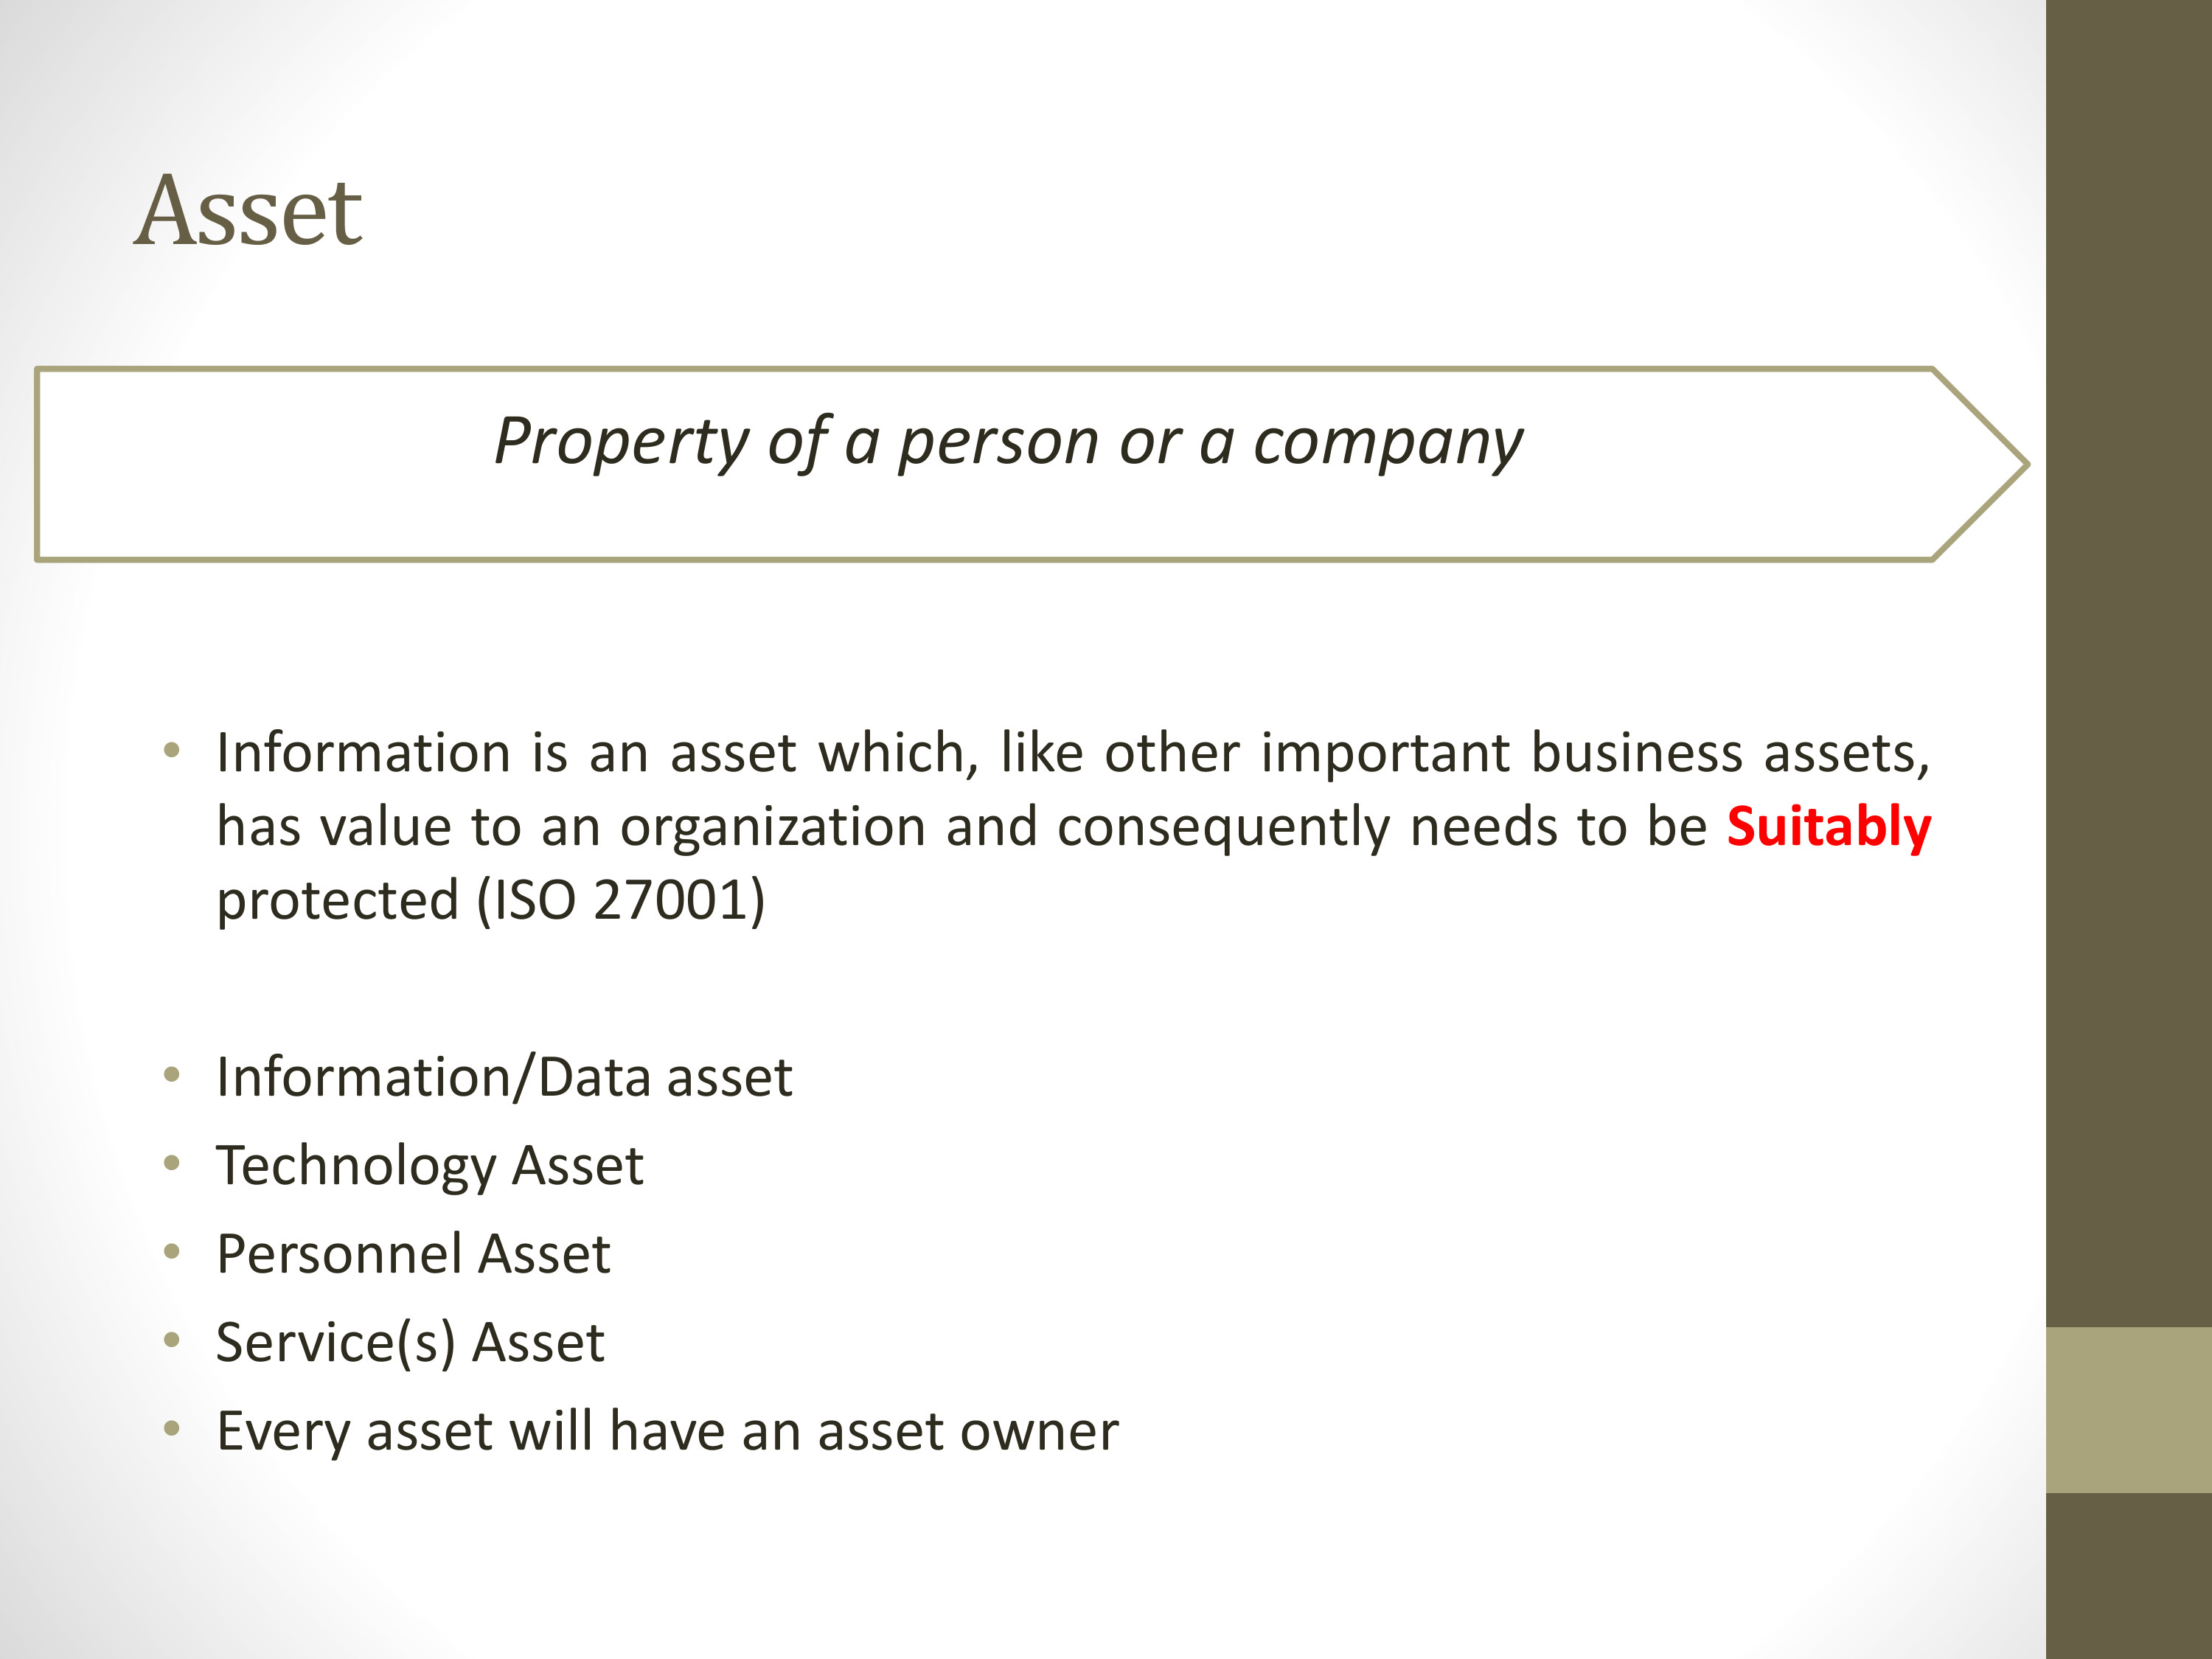 Asset
Property of a person or a company
• Information is an asset which, like other important business assets,
has value to an organization and consequently needs to be Suitably
protected (ISO 27001)
• Information/Data asset
• Technology Asset
• Personnel Asset
• Service(s) Asset
• Every asset will have an asset owner